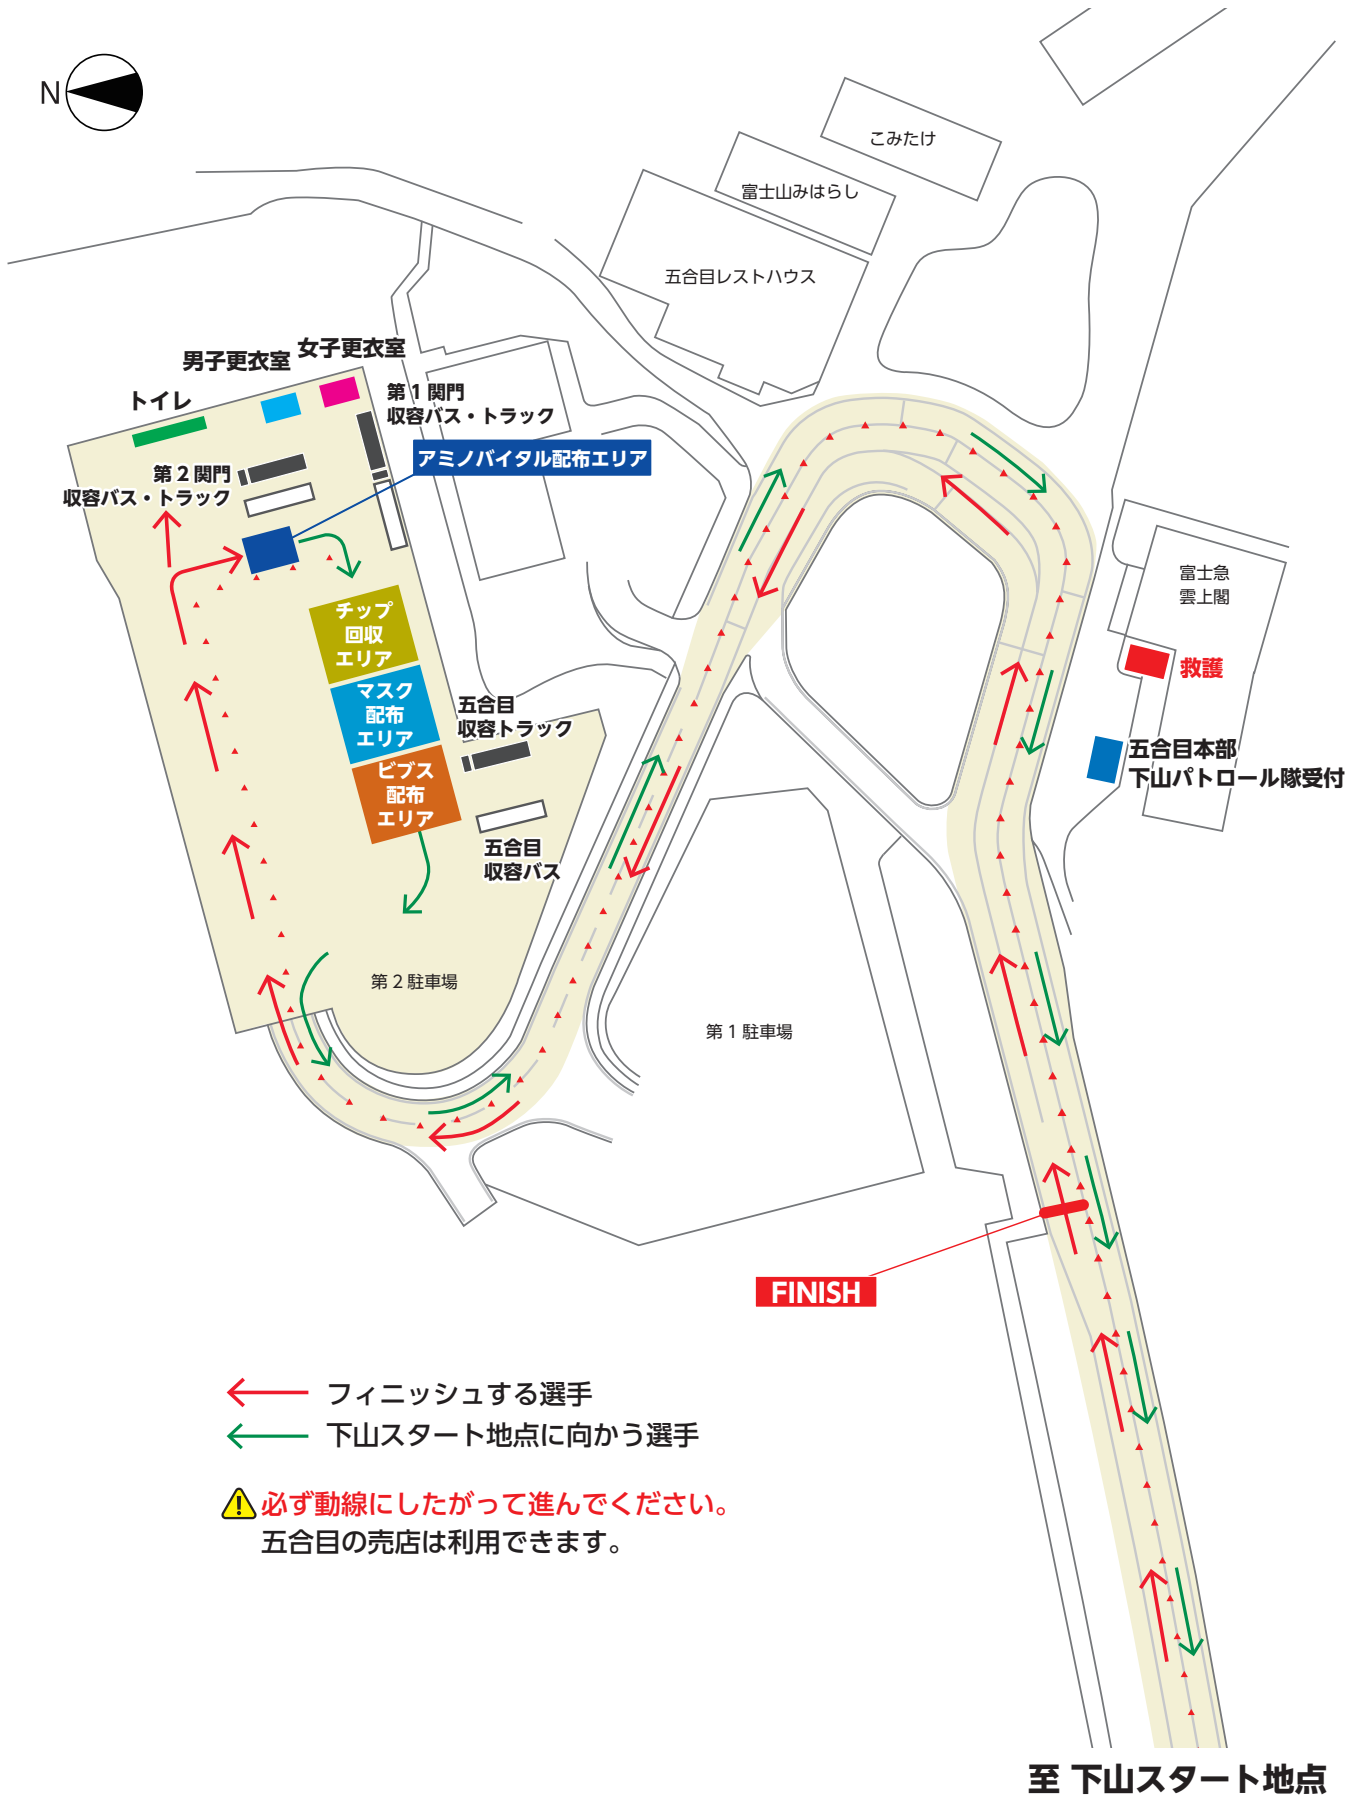 N
こみたけ
富士山みはらし
五合目レストハウス
男子更衣室
女子更衣室
トイレ
第1関門
収容バス・トラック
アミノバイタル配布エリア
第2関門
収容バス・トラック
チップ
回収
エリア
マスク
配布
エリア
ビブス
配布
エリア
五合目
収容トラック
五合目
収容バス
富士急
雲上閣
救護
五合目本部
下山パトロール隊受付
第2駐車場
第1駐車場
FINISH
フィニッシュする選手
下山スタート地点に向かう選手
必ず動線にしたがって進んでください。
五合目の売店は利用できます。
至 下山スタート地点